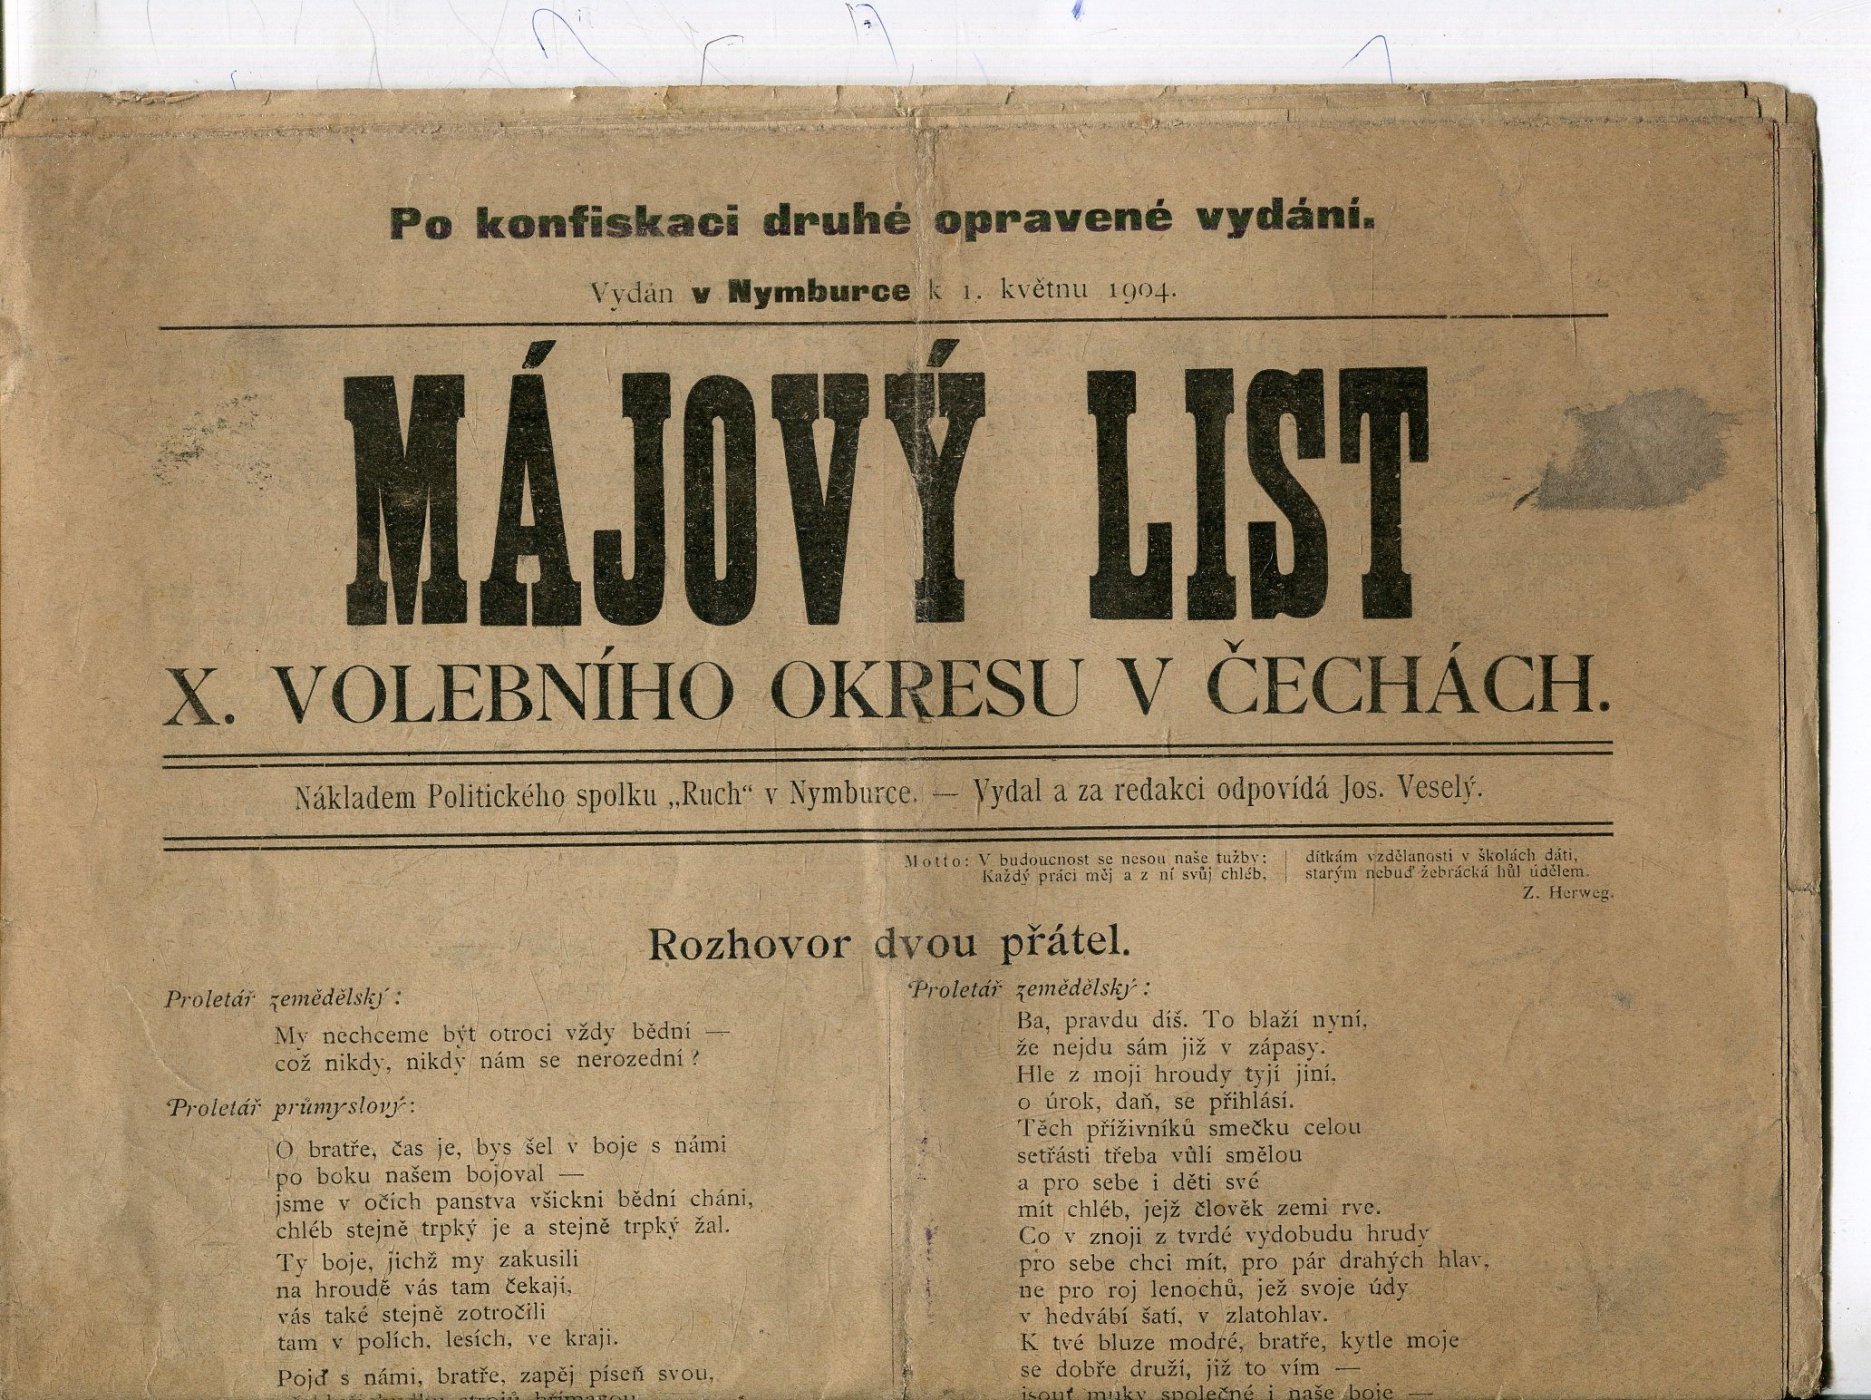 Po konfiskaci druhé opravené vydání.
Vydán v Nymburce k 1. květnu 1904.
MÁJOVÝ LIST
X. VOLEBNÍHO OKRESU V ČECHÁCH.
Nákladem Politického spolku „Ruch“ v Nymburce. — Vydal a za redakci odpovídá Jos. Veselý.
Motto: V budoucnost se nesou naše tužby:
Každý práci měj a z ní svůj chléb,
dítkám vzdělanosti v školách dáti,
starým nebuď žebrácká hůl údělem.
Z. Herweg.
Rozhovor dvou přátel.
Proletář zemědělský:
My nechceme být otroci vždy bědní —
což nikdy, nikdy nám se nerozední?
Proletář průmyslový:
O bratře, čas je, bys šel v boje s námi
po boku našem bojoval —
jsme v očích panstva všickni bědní cháni,
chléb stejně trpký je a stejně trpký žal.
Ty boje, jichž my zakusili
na hroudě vás tam čekají,
vás také stejně zotročili
tam v polích, lesích, ve kraji.
Pojď s námi, bratře, zapěj píseň svou,
Proletář zemědělský:
Ba, pravdu díš. To blaží nyní,
že nejdu sám již v zápasy.
Hle z moji hroudy tyjí jiní,
o úrok, daň, se přihlásí.
Těch příživníků smečku celou
setřásti třeba vůlí smělou
a pro sebe i děti své
mít chléb, jejž člověk zemi rve.
Co v znoji z tvrdé vydobudu hrudy
pro sebe chci mít, pro pár drahých hlav,
ne pro roj lenochů, jež svoje údy
v hedvábí šatí, v zlatohlav.
K tvé bluze modré, bratře, kytle moje
se dobře druží, již to vím —
jsouť muky společné i naše boje —